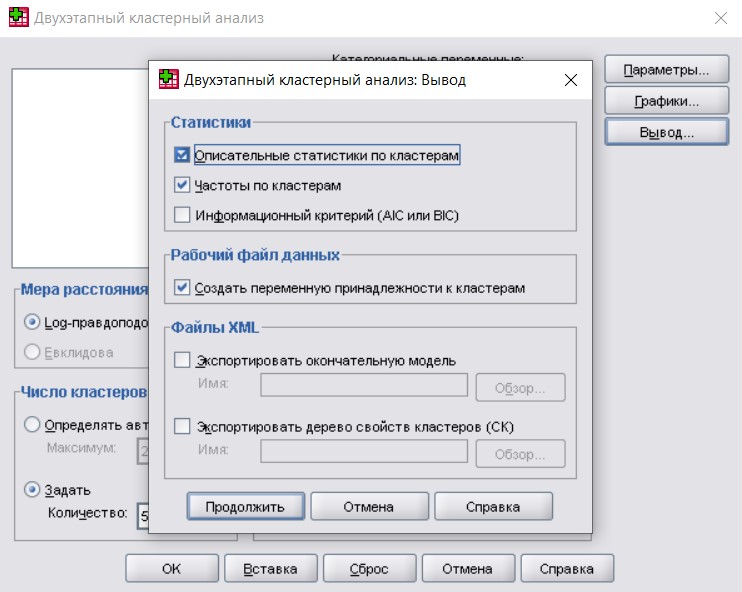 Двухэтапный кластерный анализ
Категориальные переменные:
Параметры...
Графики...
Вывод...
Двухэтапный кластерный анализ: Вывод
Статистики
Описательные статистики по кластерам
Частоты по кластерам
Информационный критерий (AIC или BIC)
Рабочий файл данных
Создать переменную принадлежности к кластерам
Файлы XML
Экспортировать окончательную модель
Имя:
Обзор...
Экспортировать дерево свойств кластеров (СК)
Имя:
Обзор...
Продолжить
Отмена
Справка
Мера расстояния
Log-правдоподо
Евклидова
Число кластеров
Определять авт
Максимум:
Задать
Количество: 5
OK
Вставка
Сброс
Отмена
Справка